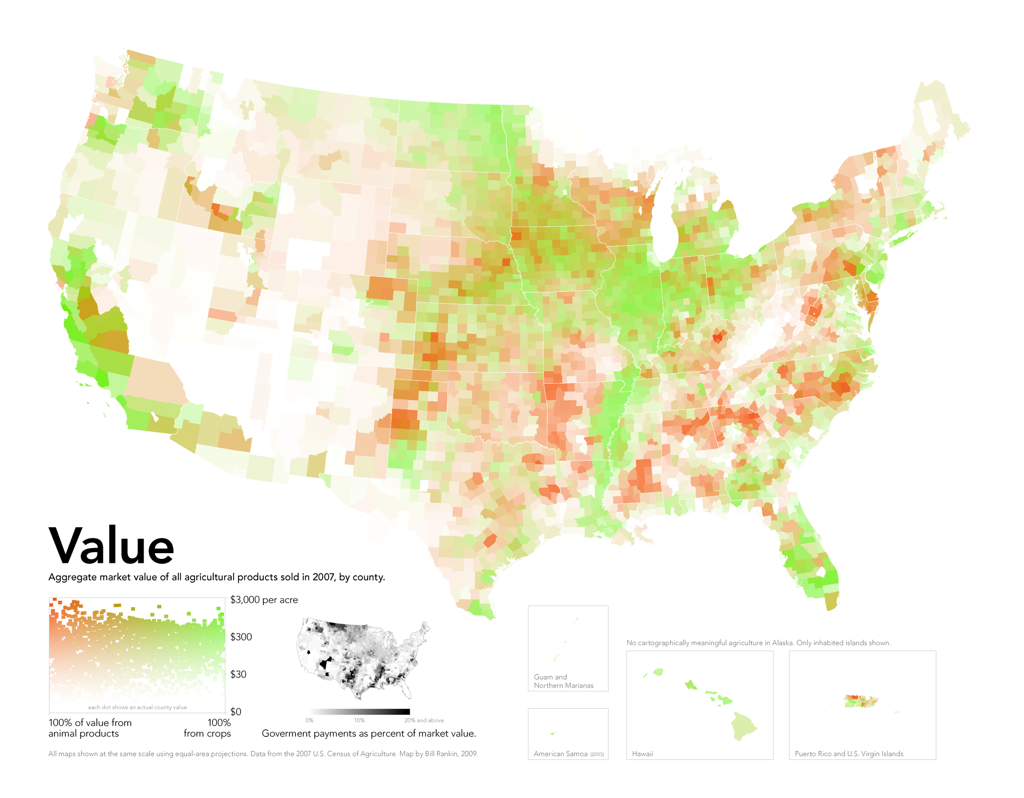 Value
Aggregate market value of all agricultural products sold in 2007, by county.
$3,000 per acre
$300
$30
$0
each dot shows an actual county value
100% of value from
animal products
100%
from crops
0%
10%
20% and above
Goverment payments as percent of market value.
All maps shown at the same scale using equal-area projections. Data from the 2007 U.S. Census of Agriculture. Map by Bill Rankin, 2009.
Guam and
Northern Marianas
American Samoa (2003)
No cartographically meaningful agriculture in Alaska. Only inhabited islands shown.
Hawaii
Puerto Rico and U.S. Virgin Islands